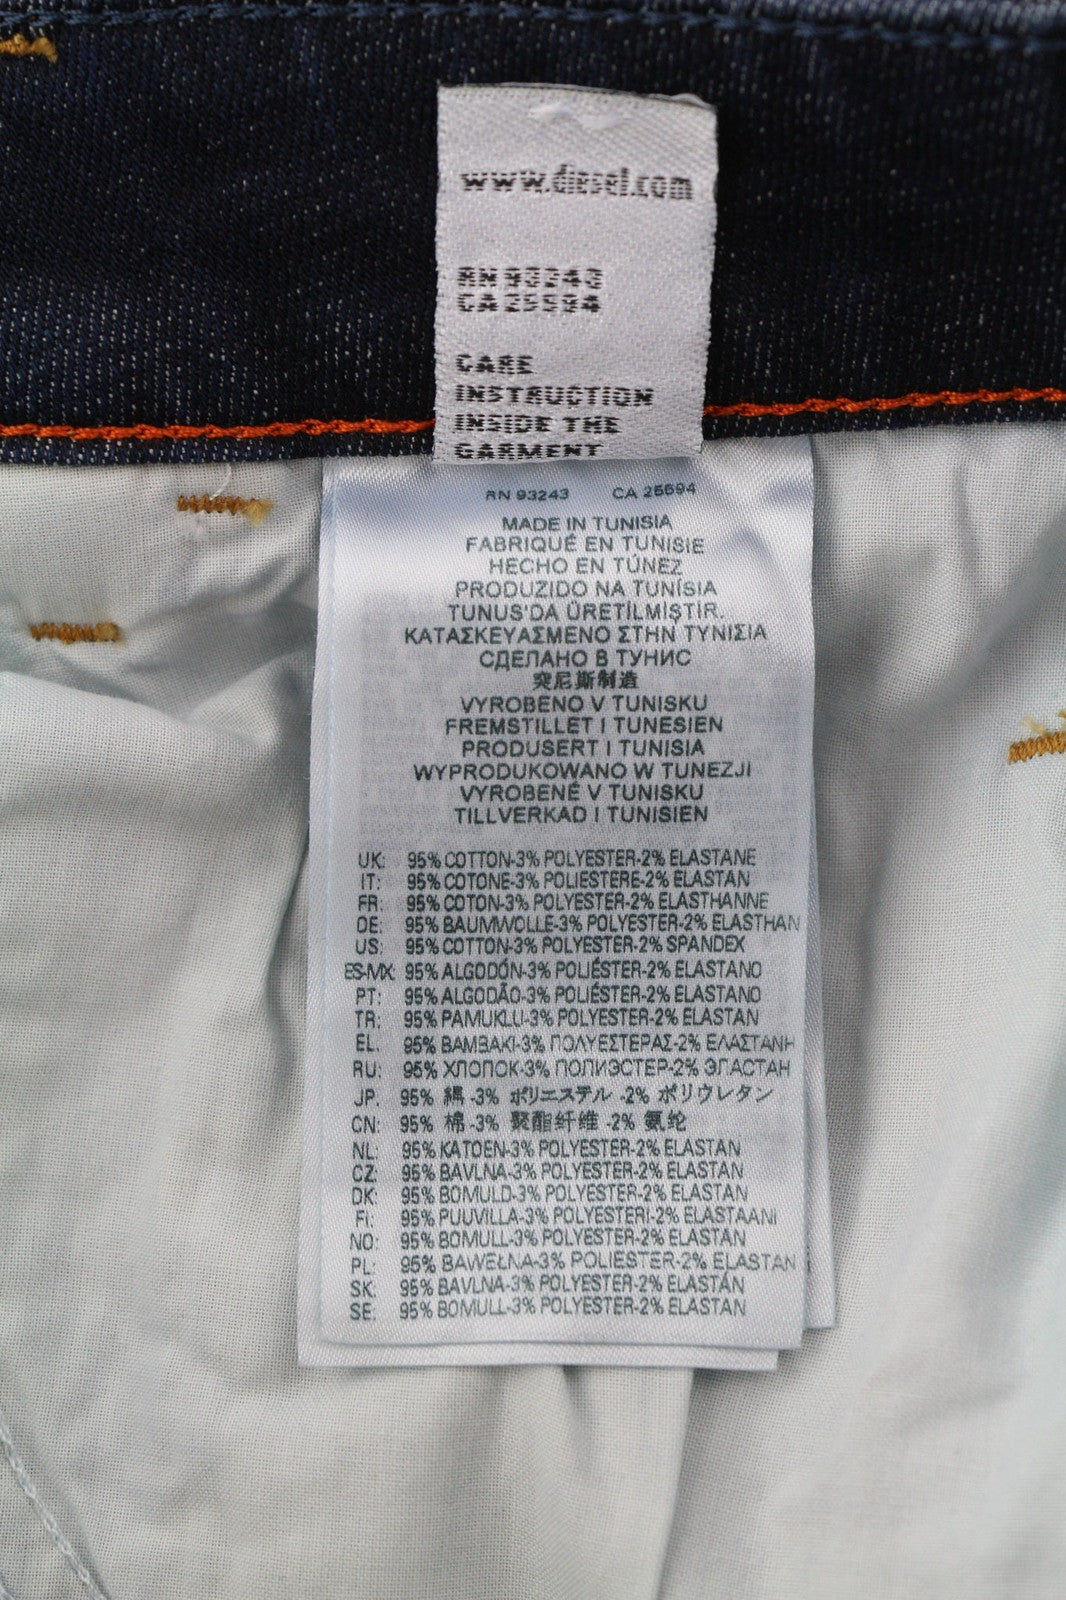 www.diesel.com
RN 93243
CA 25594
CARE
INSTRUCTION
INSIDE THE
GARMENT
RN 93243 CA 25594
MADE IN TUNISIA
FABRIQUÉ EN TUNISIE
HECHO EN TÚNEZ
PRODUZIDO NA TUNÍSIA
TUNUS'DA ÜRETİLMİŞTİR.
ΚΑΤΑΣΚΕΥΑΣΜΕΝΟ ΣΤΗΝ ΤΥΝΙΣΙΑ
СДЕЛАНО В ТУНИС
突尼斯制造
VYROBENO V TUNISKU
FREMSTILLET I TUNESIEN
PRODUSERT I TUNISIA
WYPRODUKOWANO W TUNEZJI
VYROBENÉ V TUNISKU
TILLVERKAD I TUNISIEN
UK: 95% COTTON-3% POLYESTER-2% ELASTANE
IT: 95% COTONE-3% POLIESTERE-2% ELASTAN
FR: 95% COTON-3% POLYESTER-2% ELASTHANNE
DE: 95% BAUMWOLLE-3% POLYESTER-2% ELASTHAN
US: 95% COTTON-3% POLYESTER-2% SPANDEX
ES-MX: 95% ALGODÓN-3% POLIÉSTER-2% ELASTANO
PT: 95% ALGODÃO-3% POLIÉSTER-2% ELASTANO
TR: 95% PAMUKLU-3% POLYESTER-2% ELASTAN
EL: 95% ΒΑΜΒΑΚΙ-3% ΠΟΛΥΕΣΤΕΡΑΣ-2% ΕΛΑΣΤΑΝΗ
RU: 95% ХЛОПОК-3% ПОЛИЭСТЕР-2% ЭЛАСТАН
JP: 95% 綿 -3% ポリエステル -2% ポリウレタン
CN: 95% 棉 -3% 聚酯纤维 -2% 氨纶
NL: 95% KATOEN-3% POLYESTER-2% ELASTAN
CZ: 95% BAVLNA-3% POLYESTER-2% ELASTAN
DK: 95% BOMULD-3% POLYESTER-2% ELASTAN
FI: 95% PUUVILLA-3% POLYESTERI-2% ELASTAANI
NO: 95% BOMULL-3% POLYESTER-2% ELASTAN
PL: 95% BAWEŁNA-3% POLIESTER-2% ELASTAN
SK: 95% BAVLNA-3% POLYESTER-2% ELASTÁN
SE: 95% BOMULL-3% POLYESTER-2% ELASTAN